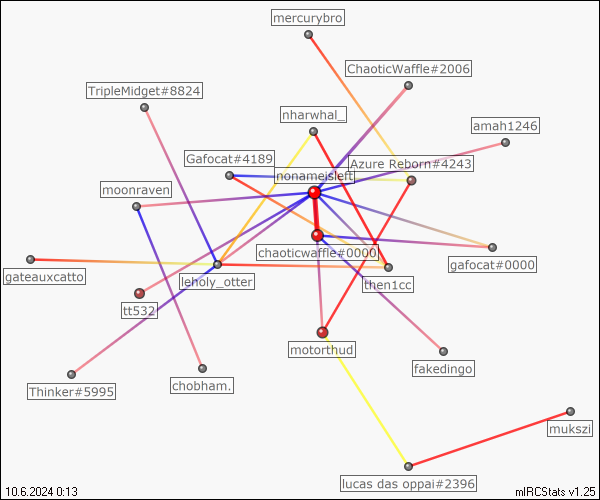 mercurybro
ChaoticWaffle#2006
TripleMidget#8824
nharwhal_
amah1246
Gafocat#4189
Azure Reborn#4243
nonameisleft
moonraven
chaoticwaffle#0000
gafocat#0000
gateauxcatto
leholy_otter
then1cc
tt532
motorthud
fakedingo
Thinker#5995
chobham.
mukszi
lucas das oppai#2396
10.6.2024 0:13
mIRCStats v1.25